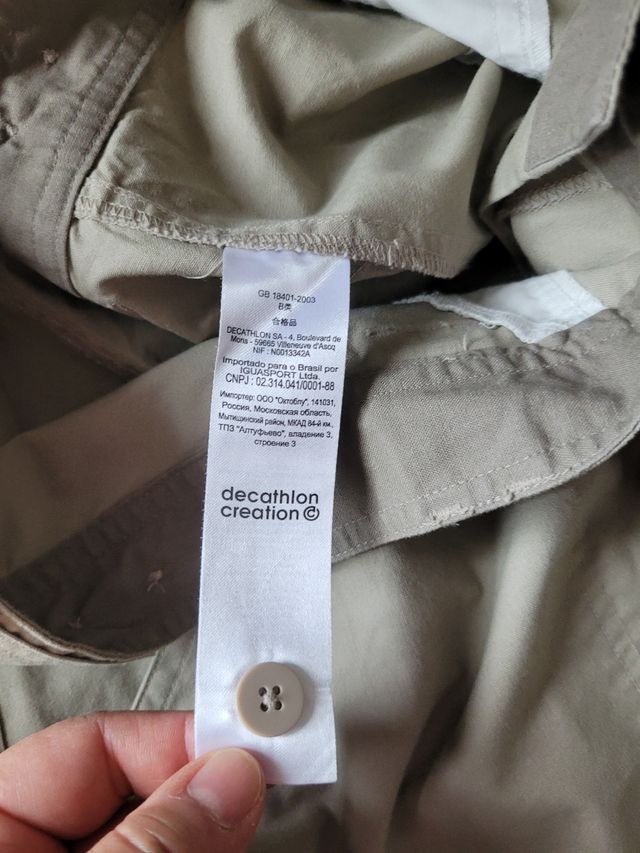 GB 18401-2003
B类
合格品
DECATHLON SA - 4, Boulevard de
Mons - 59665 Villeneuve d'Ascq
NIF : N0013342A
Importado para o Brasil por
IGUASPORT Ltda.
CNPJ : 02.314.041/0001-88
Импортер: ООО "Октоблу", 141031,
Россия, Московская область,
Мытищинский район, МКАД 84-й км.,
ТПЗ "Алтуфьево", владение 3,
строение 3
decathlon
creation ©